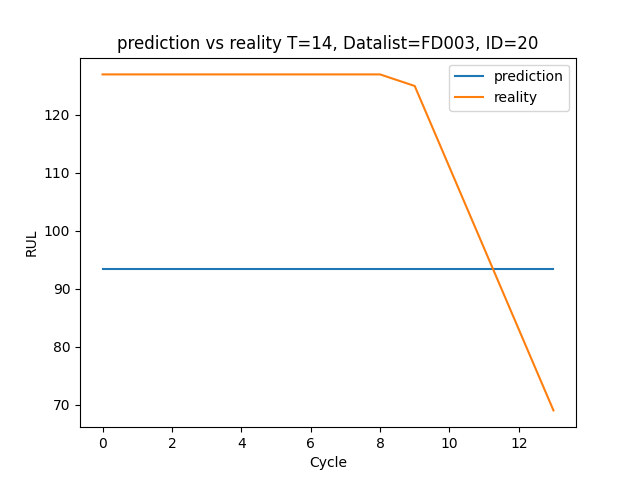 prediction vs reality T=14, Datalist=FD003, ID=20
prediction
reality
RUL
120
110
100
90
80
70
0 2 4 6 8 10 12
Cycle